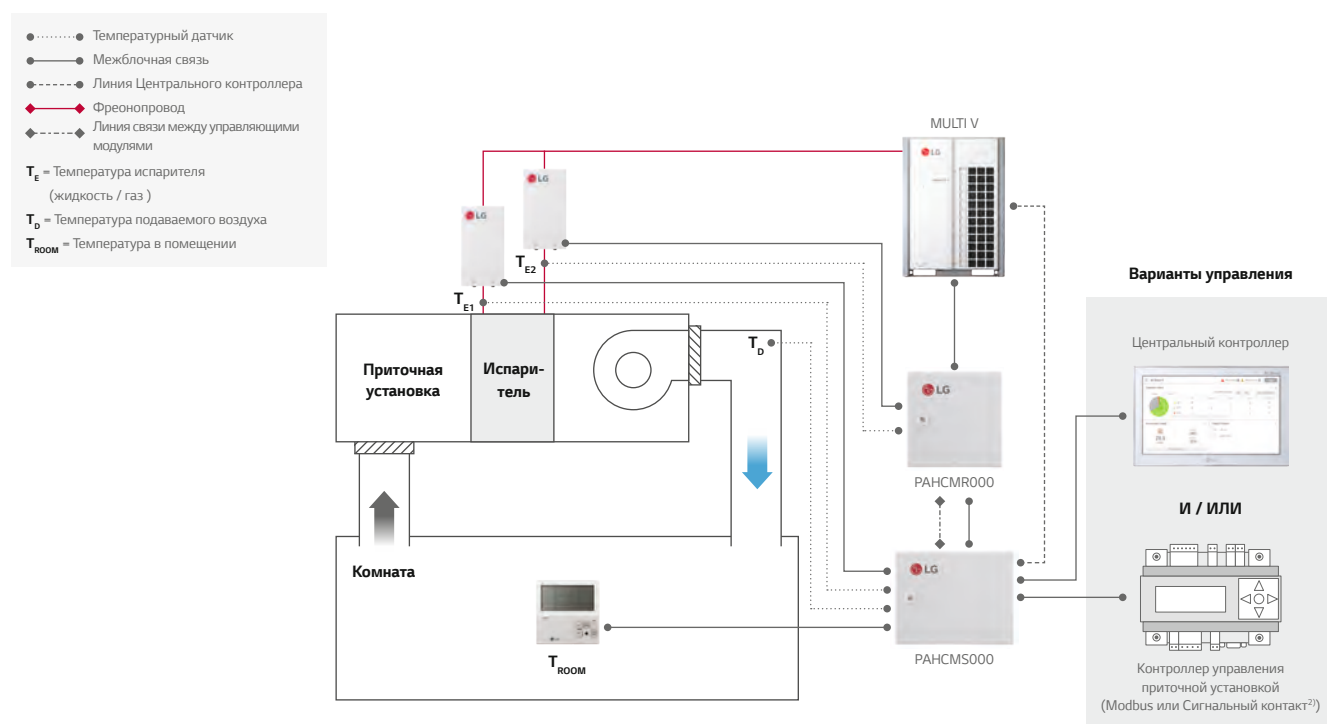 Температурный датчик
Межблочная связь
Линия Центрального контроллера
Фреонопровод
Линия связи между управляющими
модулями
TE = Температура испарителя
(жидкость / газ )
TD = Температура подаваемого воздуха
TROOM = Температура в помещении
MULTI V
LG
LG
LG
TE2
TE1
Приточная
установка
Испари-
тель
TD
LG
PAHCMR000
Комната
TROOM
LG
PAHCMS000
Варианты управления
Центральный контроллер
И / ИЛИ
Контроллер управления
приточной установкой
(Modbus или Сигнальный контакт2))